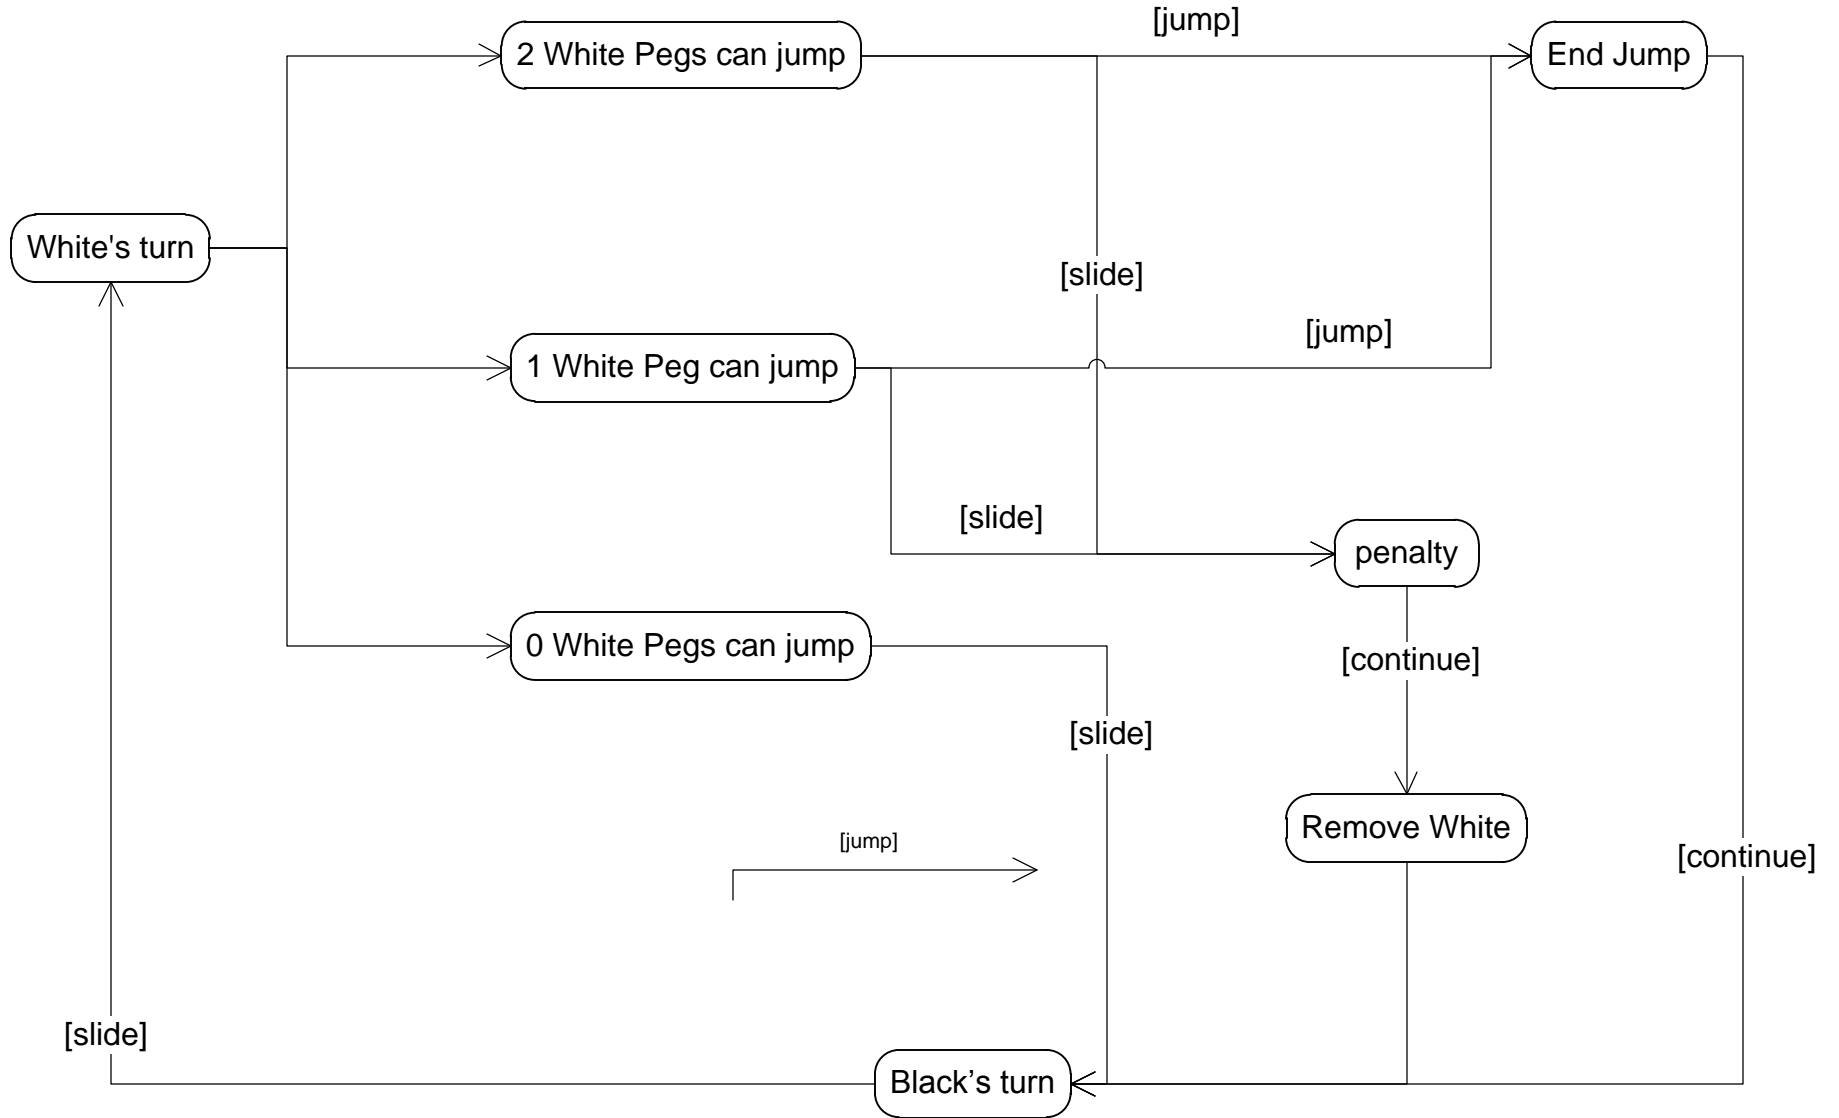 [jump]
2 White Pegs can jump
End Jump
White's turn
[slide]
[jump]
1 White Peg can jump
[slide]
penalty
0 White Pegs can jump
[continue]
[slide]
Remove White
[jump]
[continue]
[slide]
Black’s turn